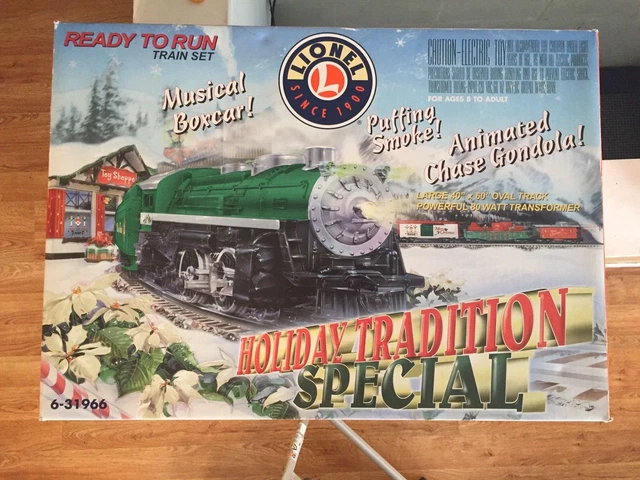 READY TO RUN
TRAIN SET
LIONEL
L
SINCE 1900
CAUTION-ELECTRIC TOY
FOR AGES 8 TO ADULT
Musical
Boxcar!
Puffing
Smoke!
Animated
Chase Gondola!
LARGE 40" x 60" OVAL TRACK
POWERFUL 80 WATT TRANSFORMER
Toy Shoppe
HOLIDAY TRADITION
SPECIAL
6-31966